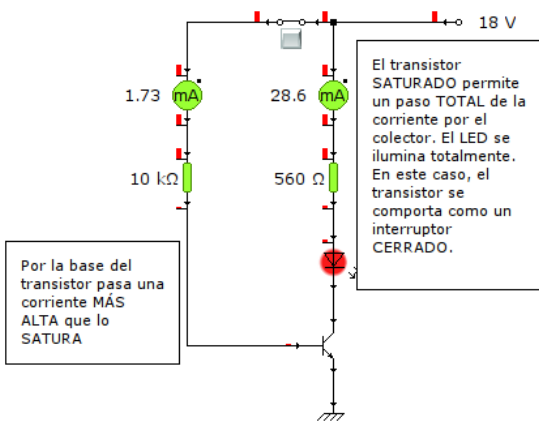 18 V
1.73 mA
28.6 mA
10 kΩ
560 Ω
El transistor
SATURADO permite
un paso TOTAL de la
corriente por el
colector. El LED se
ilumina totalmente.
En este caso, el
transistor se
comporta como un
interruptor
CERRADO.
Por la base del
transistor pasa una
corriente MÁS
ALTA que lo
SATURA